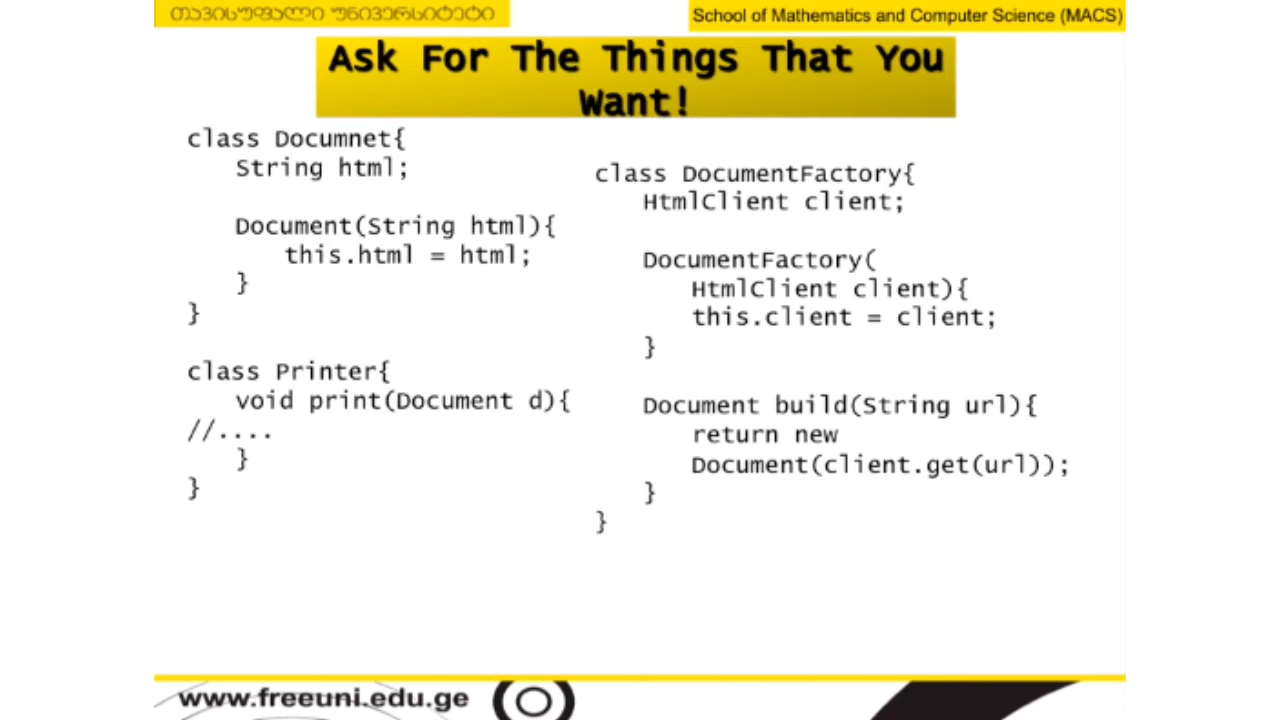 თავისუფალი უნივერსიტეტი
School of Mathematics and Computer Science (MACS)
Ask For The Things That You
Want!
class Documnet{
String html;
Document(String html){
this.html = html;
}
}
class Printer{
void print(Document d){
//....
}
}
class DocumentFactory{
HtmlClient client;
DocumentFactory(
HtmlClient client){
this.client = client;
}
Document build(String url){
return new
Document(client.get(url));
}
}
www.freeuni.edu.ge